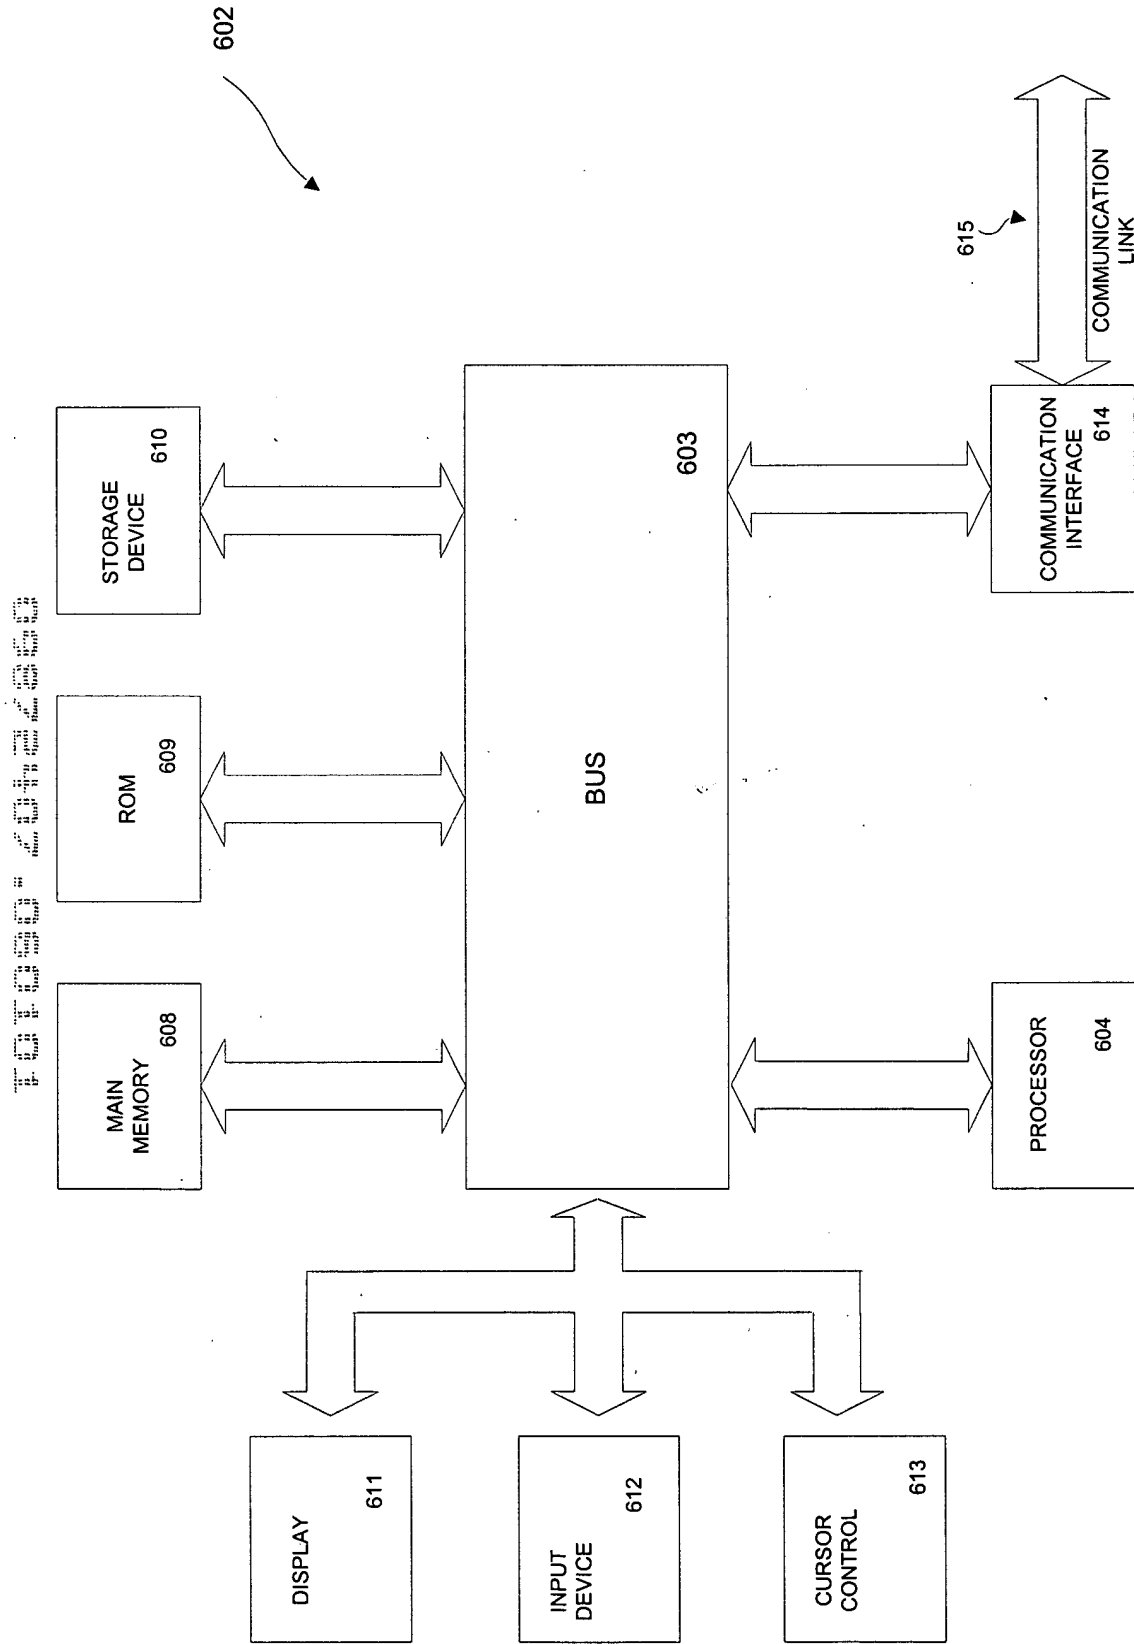 602
MAIN
MEMORY
608
ROM
609
STORAGE
DEVICE
610
DISPLAY
611
INPUT
DEVICE
612
CURSOR
CONTROL
613
BUS
603
615
PROCESSOR
604
COMMUNICATION
INTERFACE
614
COMMUNICATION
LINK